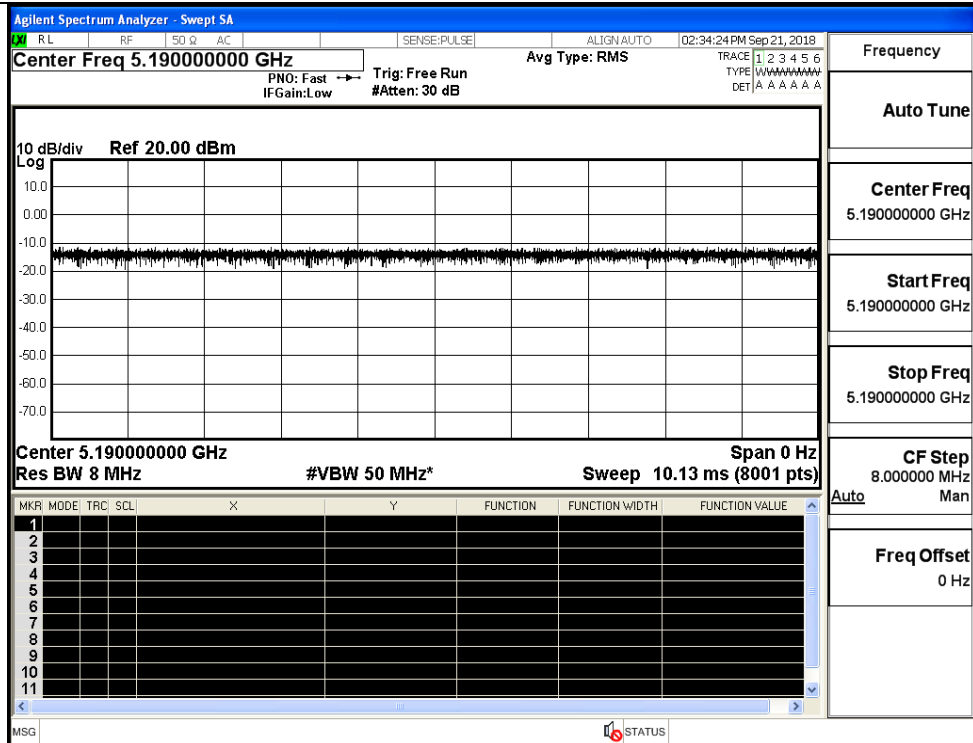 Agilent Spectrum Analyzer - Swept SA
LXI RL RF 50 Ω AC SENSE:PULSE ALIGN AUTO 02:34:24 PM Sep 21, 2018
Center Freq 5.190000000 GHz
Avg Type: RMS
PNO: Fast
IFGain:Low
Trig: Free Run
#Atten: 30 dB
TRACE 1 2 3 4 5 6
TYPE WWWWWW
DET A A A A A A
10 dB/div Ref 20.00 dBm
Log
10.0
0.00
-10.0
-20.0
-30.0
-40.0
-50.0
-60.0
-70.0
Center 5.190000000 GHz Span 0 Hz
Res BW 8 MHz #VBW 50 MHz* Sweep 10.13 ms (8001 pts)
MKR MODE TRC SCL X Y FUNCTION FUNCTION WIDTH FUNCTION VALUE
1
2
3
4
5
6
7
8
9
10
11
MSG STATUS
Frequency
Auto Tune
Center Freq
5.190000000 GHz
Start Freq
5.190000000 GHz
Stop Freq
5.190000000 GHz
CF Step
8.000000 MHz
Auto Man
Freq Offset
0 Hz